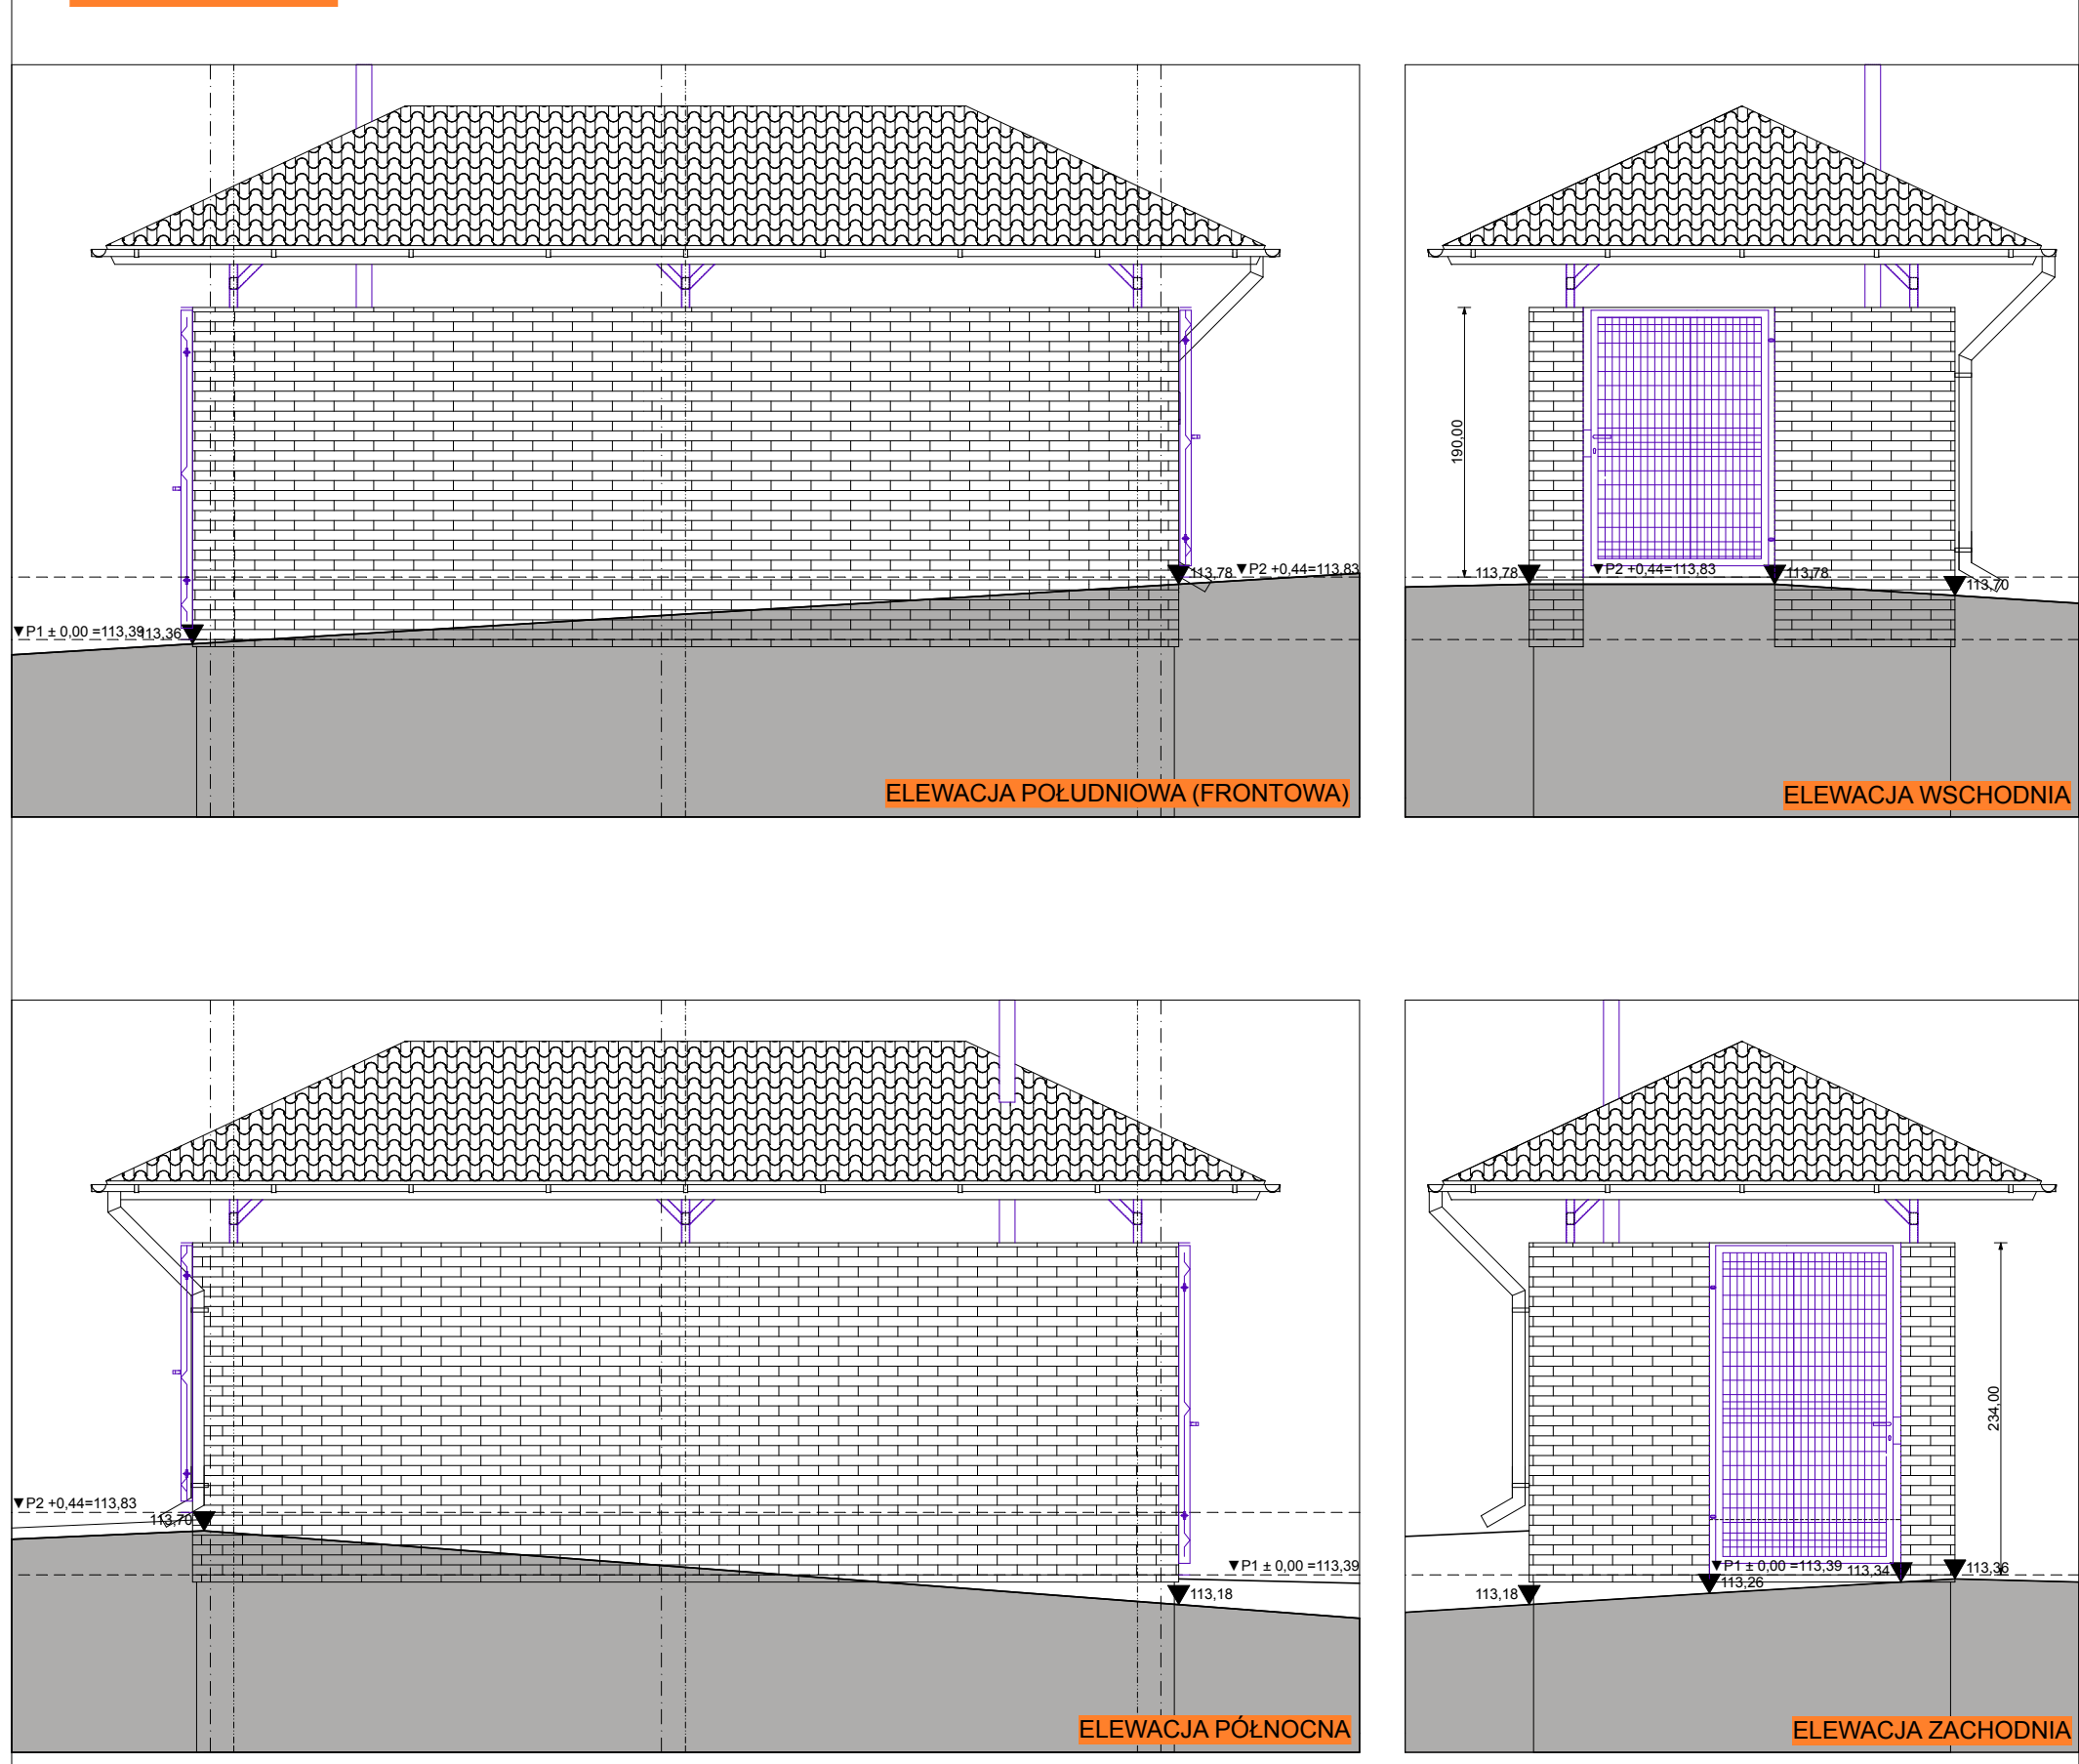 ▼P1 ± 0,00 =113,39
113,36
113,78
▼P2 +0,44=113,83
ELEWACJA POŁUDNIOWA (FRONTOWA)
190,00
113,78
▼P2 +0,44=113,83
113,78
113,70
ELEWACJA WSCHODNIA
▼P2 +0,44=113,83
113,70
▼P1 ± 0,00 =113,39
113,18
ELEWACJA PÓŁNOCNA
234,00
113,18
▼P1 ± 0,00 =113,39
113,26
113,34
113,36
ELEWACJA ZACHODNIA